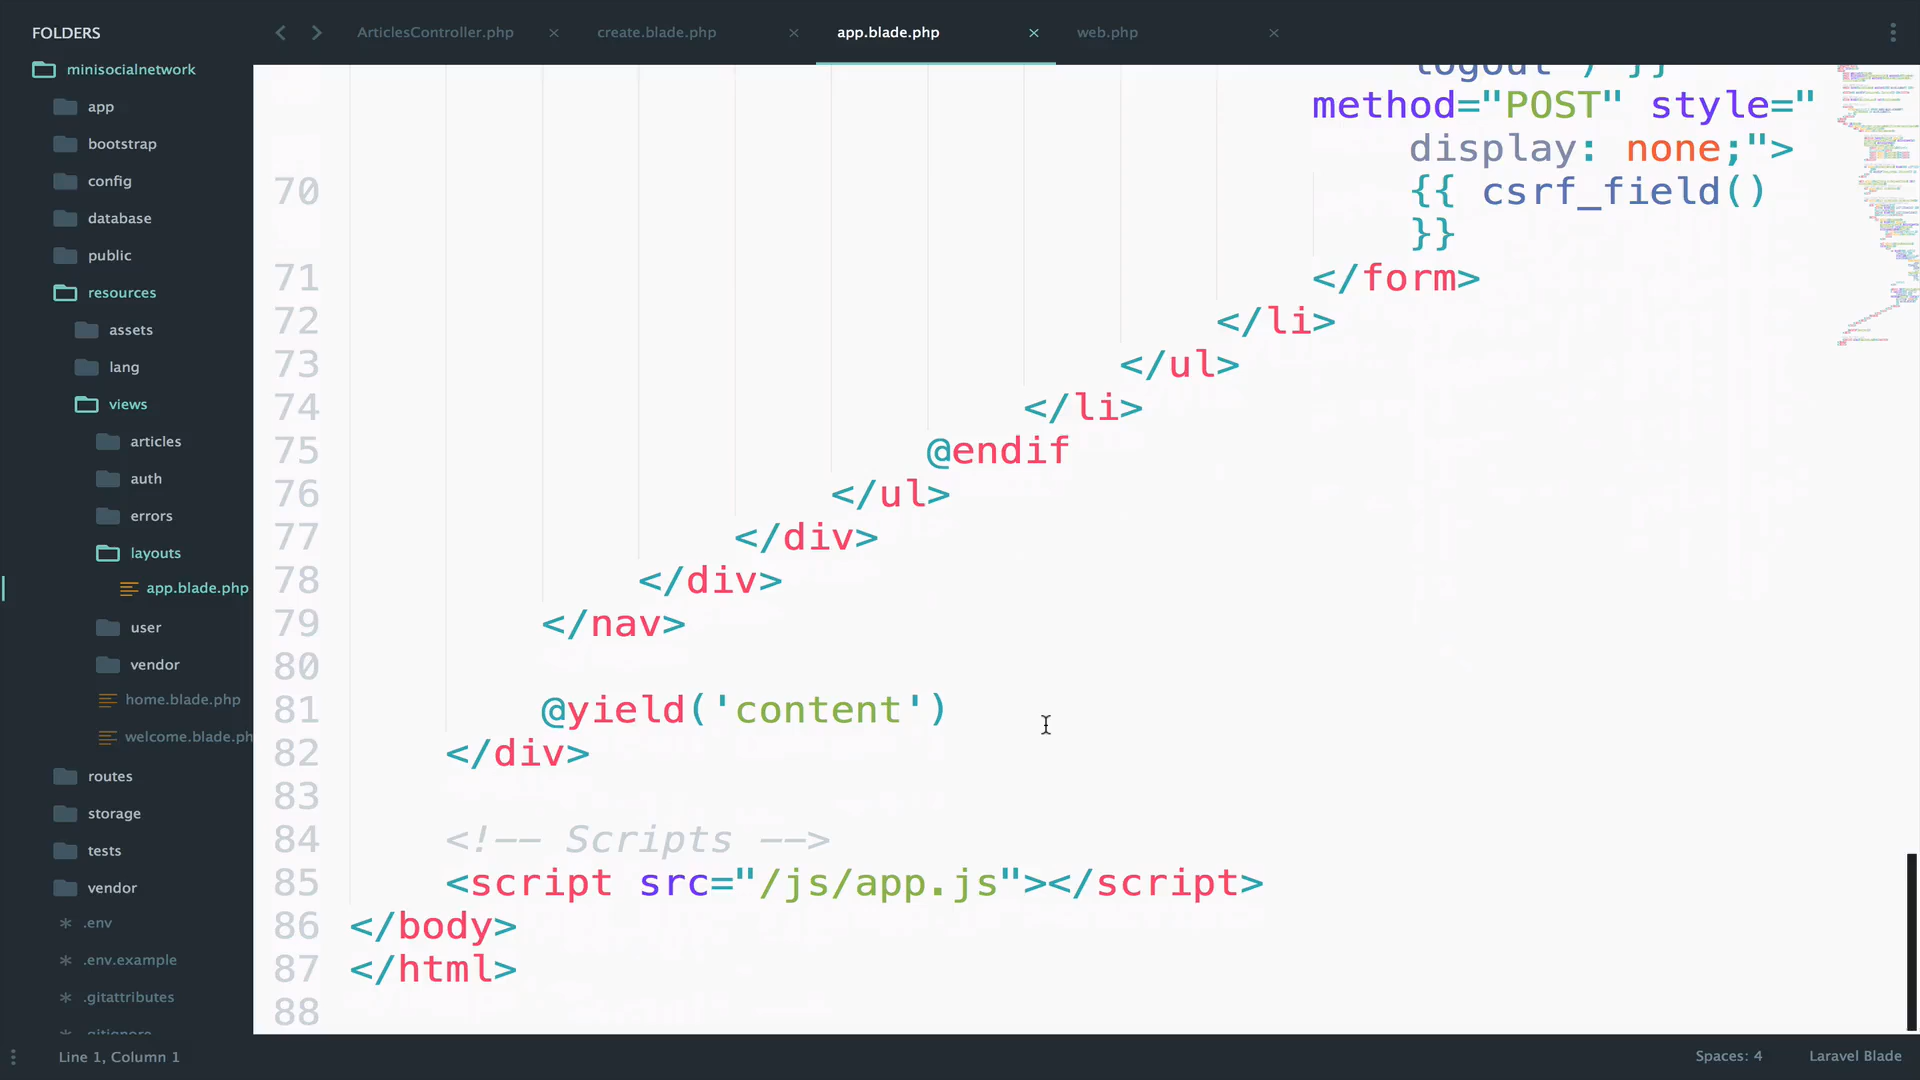 FOLDERS
minisocialnetwork
app
bootstrap
config
database
public
resources
assets
lang
views
articles
auth
errors
layouts
app.blade.php
user
vendor
home.blade.php
welcome.blade.ph
routes
storage
tests
vendor
.env
.env.example
.gitattributes
.gitignore
ArticlesController.php
create.blade.php
app.blade.php
web.php
logout') }}"
method="POST" style="
display: none;">
70 {{ csrf_field()
}}
71 </form>
72 </li>
73 </ul>
74 </li>
75 @endif
76 </ul>
77 </div>
78 </div>
79 </nav>
80
81 @yield('content')
82 </div>
83
84 <!-- Scripts -->
85 <script src="/js/app.js"></script>
86 </body>
87 </html>
88
Line 1, Column 1
Spaces: 4
Laravel Blade